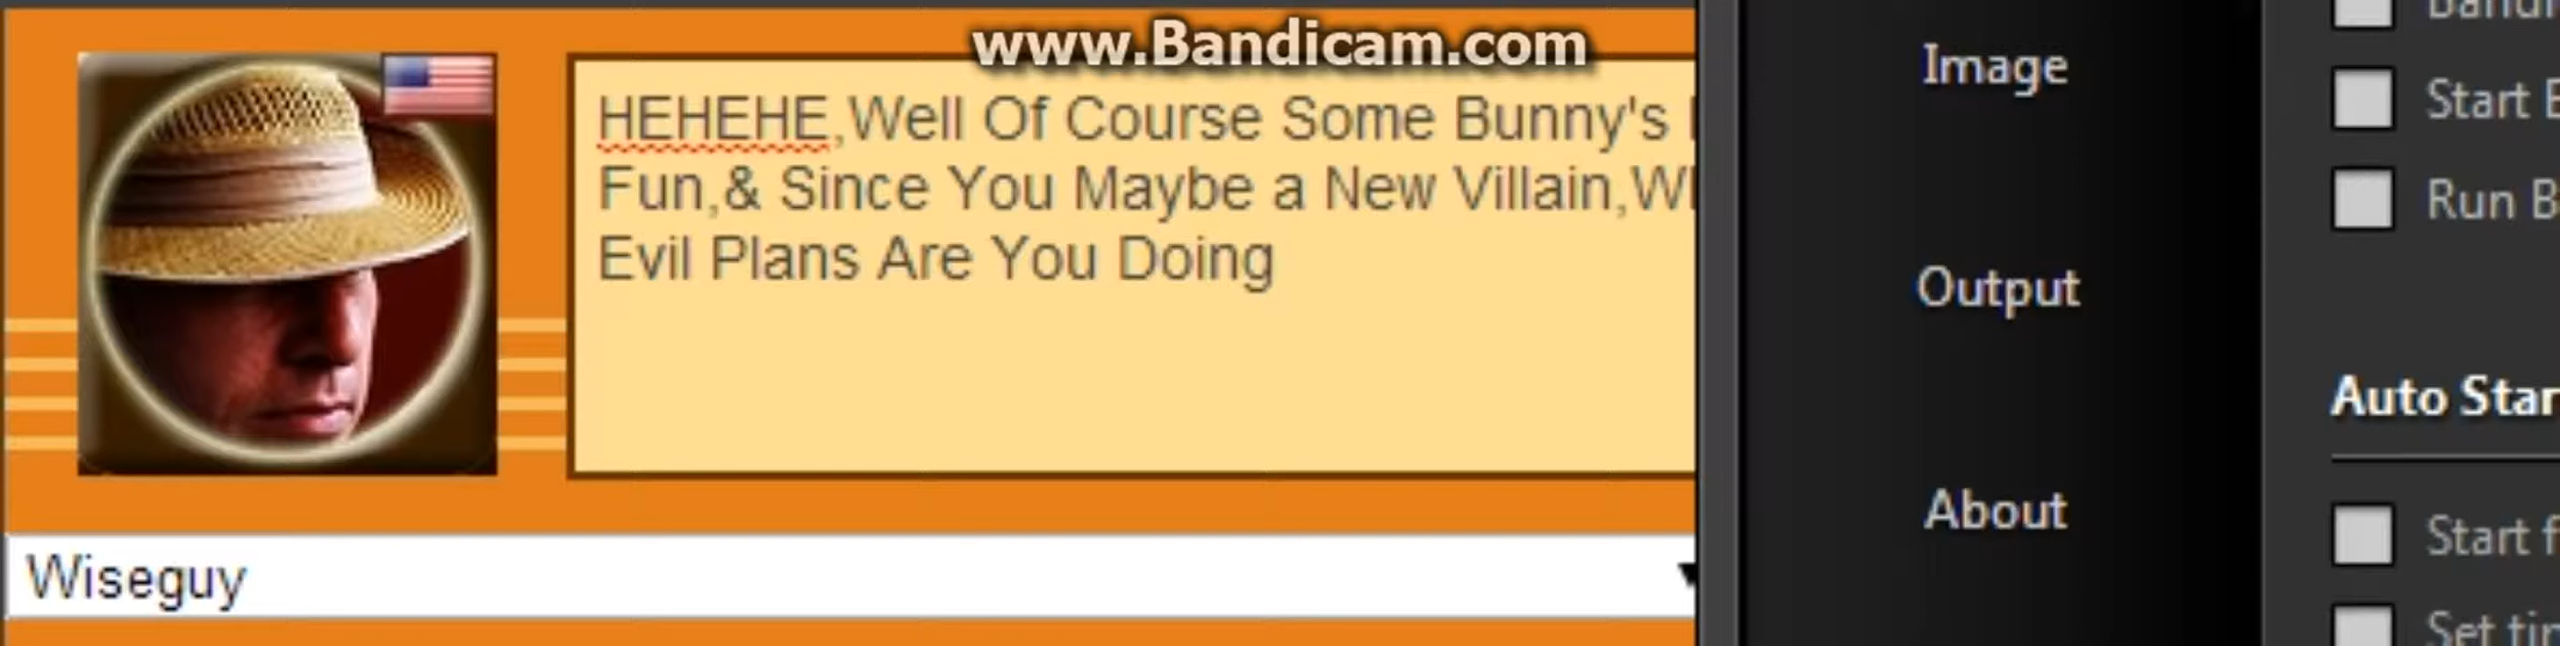 www.Bandicam.com
HEHEHE,Well Of Course Some Bunny's
Fun,& Since You Maybe a New Villain,
Evil Plans Are You Doing
Wiseguy
Image
Output
About
Start
Run
Auto
Start
Set